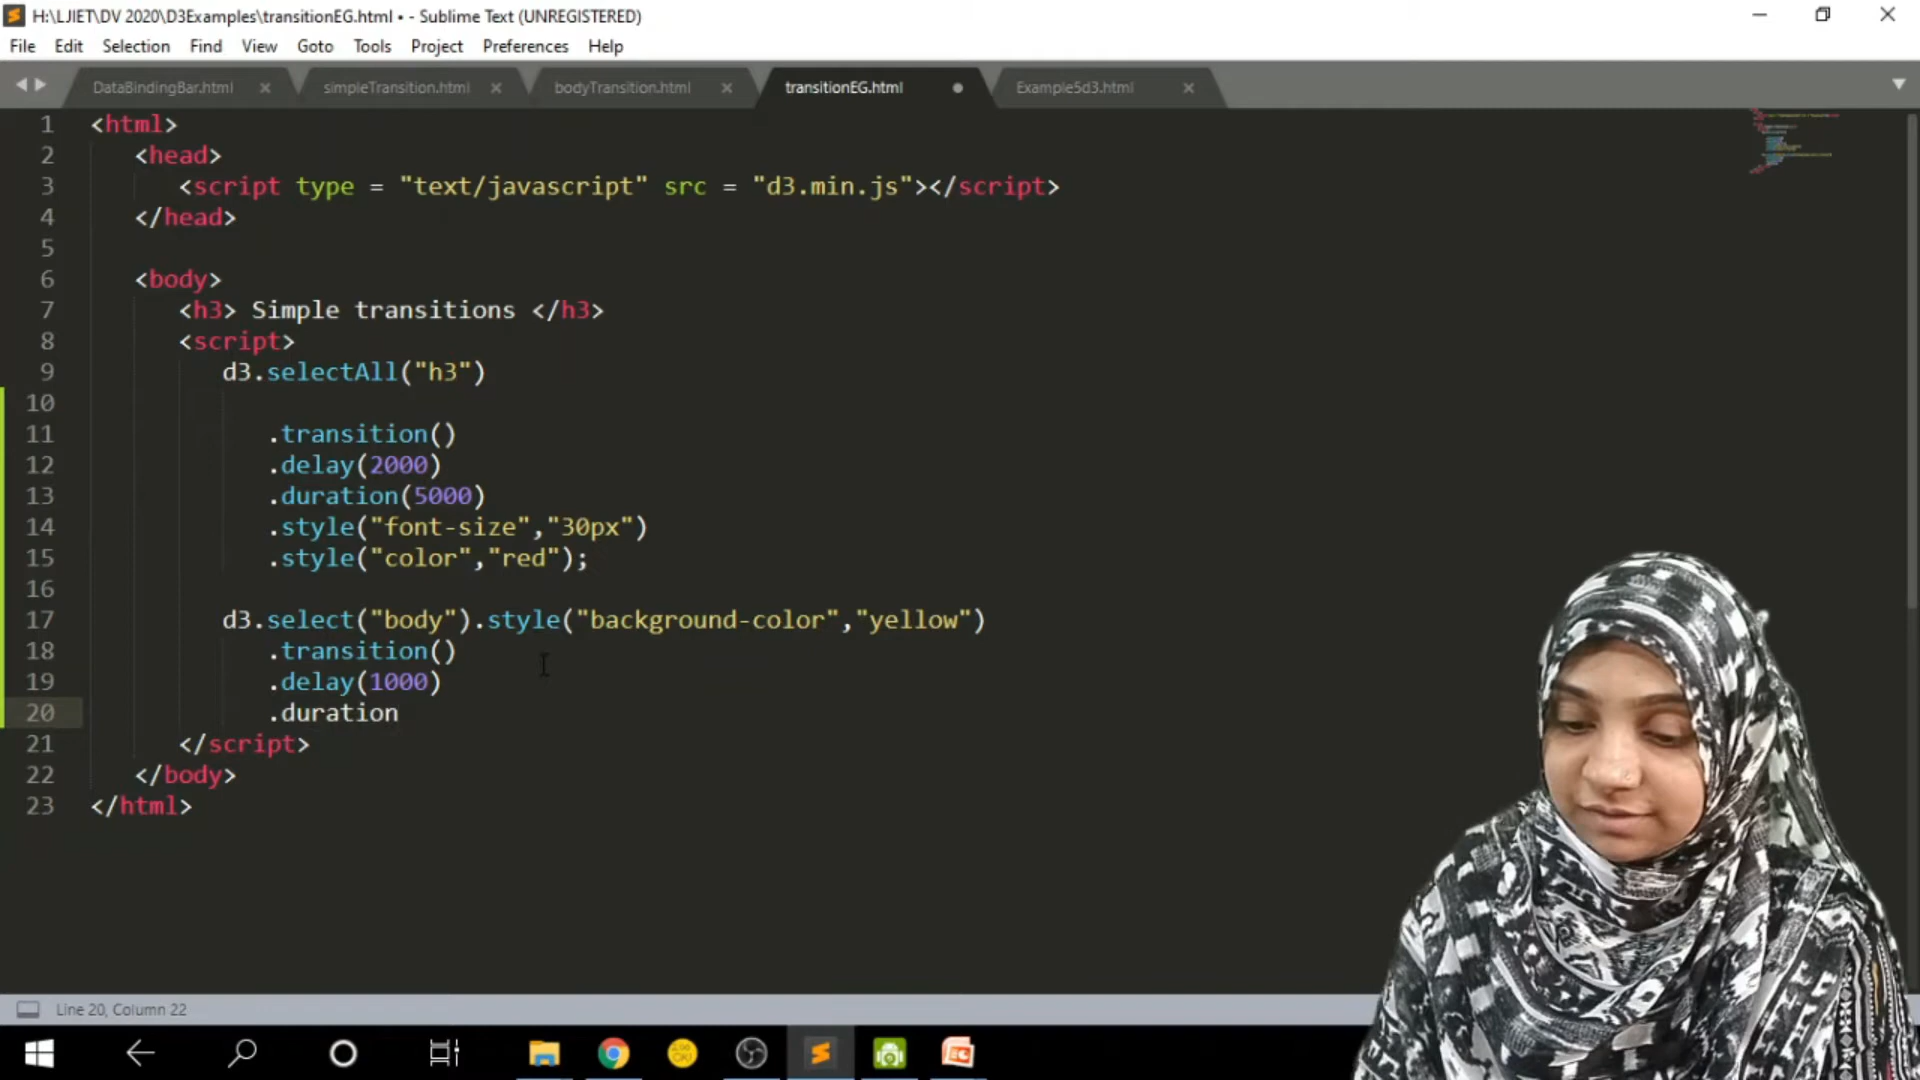 H:\LJIET\DV 2020\D3Examples\transitionEG.html • - Sublime Text (UNREGISTERED)
File Edit Selection Find View Goto Tools Project Preferences Help
DataBindingBar.html simpleTransition.html bodyTransition.html transitionEG.html Example5d3.html
1 <html>
2 <head>
3 <script type = "text/javascript" src = "d3.min.js"></script>
4 </head>
5
6 <body>
7 <h3> Simple transitions </h3>
8 <script>
9 d3.selectAll("h3")
10
11 .transition()
12 .delay(2000)
13 .duration(5000)
14 .style("font-size","30px")
15 .style("color","red");
16
17 d3.select("body").style("background-color","yellow")
18 .transition()
19 .delay(1000)
20 .duration
21 </script>
22 </body>
23 </html>
Line 20, Column 22